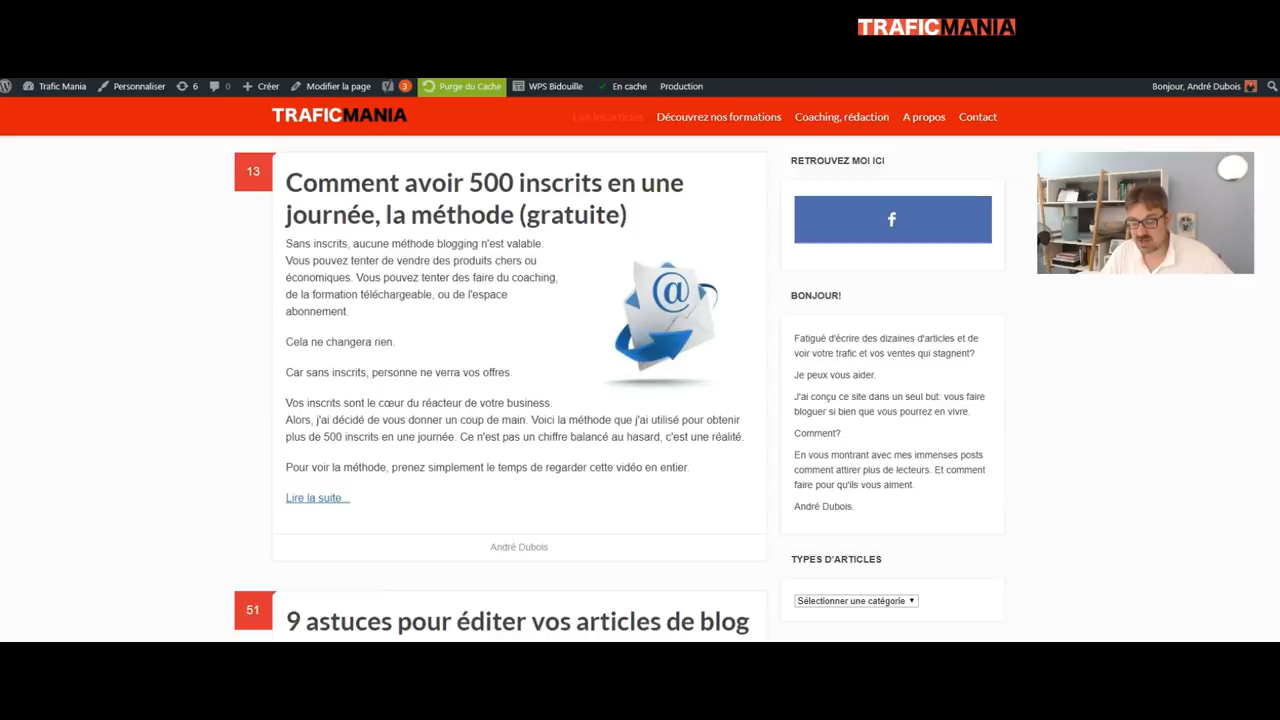 TRAFICMANIA
Trafic Mania
Personnaliser
6
0
Créer
Modifier la page
3
Purge du Cache
WPS Bidouille
En cache
Production
Bonjour, André Dubois
TRAFICMANIA
Lire les articles
Découvrez nos formations
Coaching, rédaction
A propos
Contact
13
Comment avoir 500 inscrits en une
journée, la méthode (gratuite)
Sans inscrits, aucune méthode blogging n'est valable.
Vous pouvez tenter de vendre des produits chers ou
économiques. Vous pouvez tenter des faire du coaching,
de la formation téléchargeable, ou de l'espace
abonnement.
Cela ne changera rien.
Car sans inscrits, personne ne verra vos offres.
Vos inscrits sont le cœur du réacteur de votre business.
Alors, j'ai décidé de vous donner un coup de main. Voici la méthode que j'ai utilisé pour obtenir
plus de 500 inscrits en une journée. Ce n'est pas un chiffre balancé au hasard, c'est une réalité.
Pour voir la méthode, prenez simplement le temps de regarder cette vidéo en entier.
Lire la suite...
André Dubois
51
9 astuces pour éditer vos articles de blog
RETROUVEZ MOI ICI
f
BONJOUR!
Fatigué d'écrire des dizaines d'articles et de
voir votre trafic et vos ventes qui stagnent?
Je peux vous aider.
J'ai conçu ce site dans un seul but: vous faire
bloguer si bien que vous pourrez en vivre.
Comment?
En vous montrant avec mes immenses posts
comment attirer plus de lecteurs. Et comment
faire pour qu'ils vous aiment.
André Dubois.
TYPES D'ARTICLES
Sélectionner une catégorie